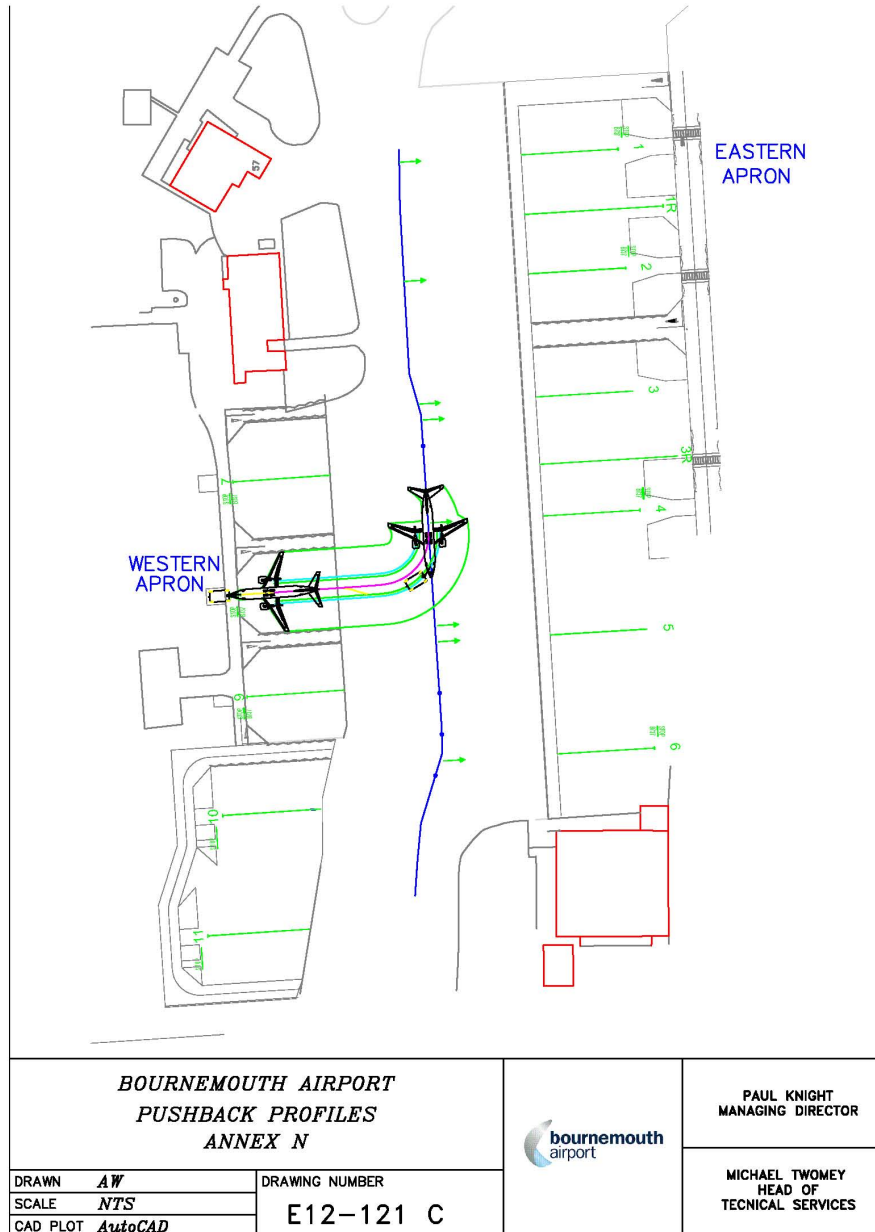 57
EASTERN
APRON
1
1R
2
3
3R
4
5
6
7
WESTERN
APRON
9
10
11
BOURNEMOUTH AIRPORT
PUSHBACK PROFILES
ANNEX N
DRAWN AW
SCALE NTS
CAD PLOT AutoCAD
DRAWING NUMBER
E12-121 C
bournemouth
airport
PAUL KNIGHT
MANAGING DIRECTOR
MICHAEL TWOMEY
HEAD OF
TECNICAL SERVICES